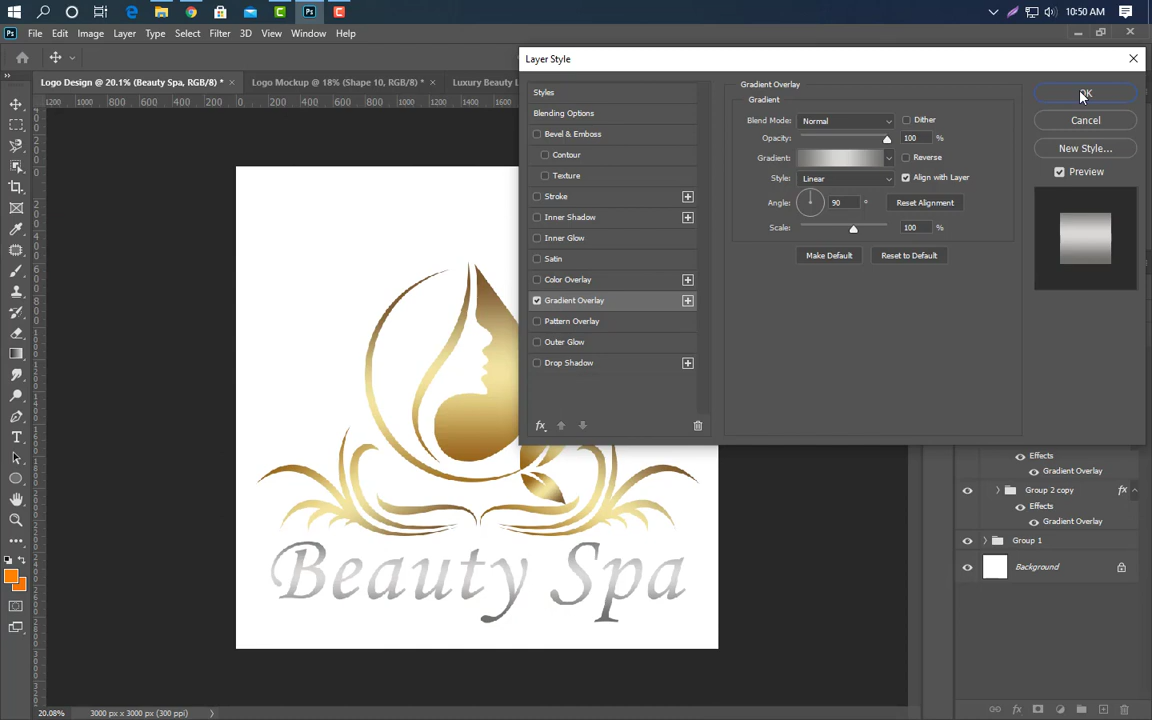 10:50 AM
File Edit Image Layer Type Select Filter 3D View Window Help
Layer Style
Logo Design @ 20.1% (Beauty Spa, RGB/8) * × Logo Mockup @ 18% (Shape 10, RGB/8) * × Luxury Beauty L
Styles
Blending Options
Bevel & Emboss
Contour
Texture
Stroke
Inner Shadow
Inner Glow
Satin
Color Overlay
Gradient Overlay
Pattern Overlay
Outer Glow
Drop Shadow
Gradient Overlay
Gradient
Blend Mode: Normal Dither
Opacity: 100 %
Gradient: Reverse
Style: Linear Align with Layer
Angle: 90 ° Reset Alignment
Scale: 100 %
Make Default Reset to Default
OK
Cancel
New Style...
Preview
Beauty Spa
Effects
Gradient Overlay
Group 2 copy fx
Effects
Gradient Overlay
Group 1
Background
20.08% 3000 px x 3000 px (300 ppi)